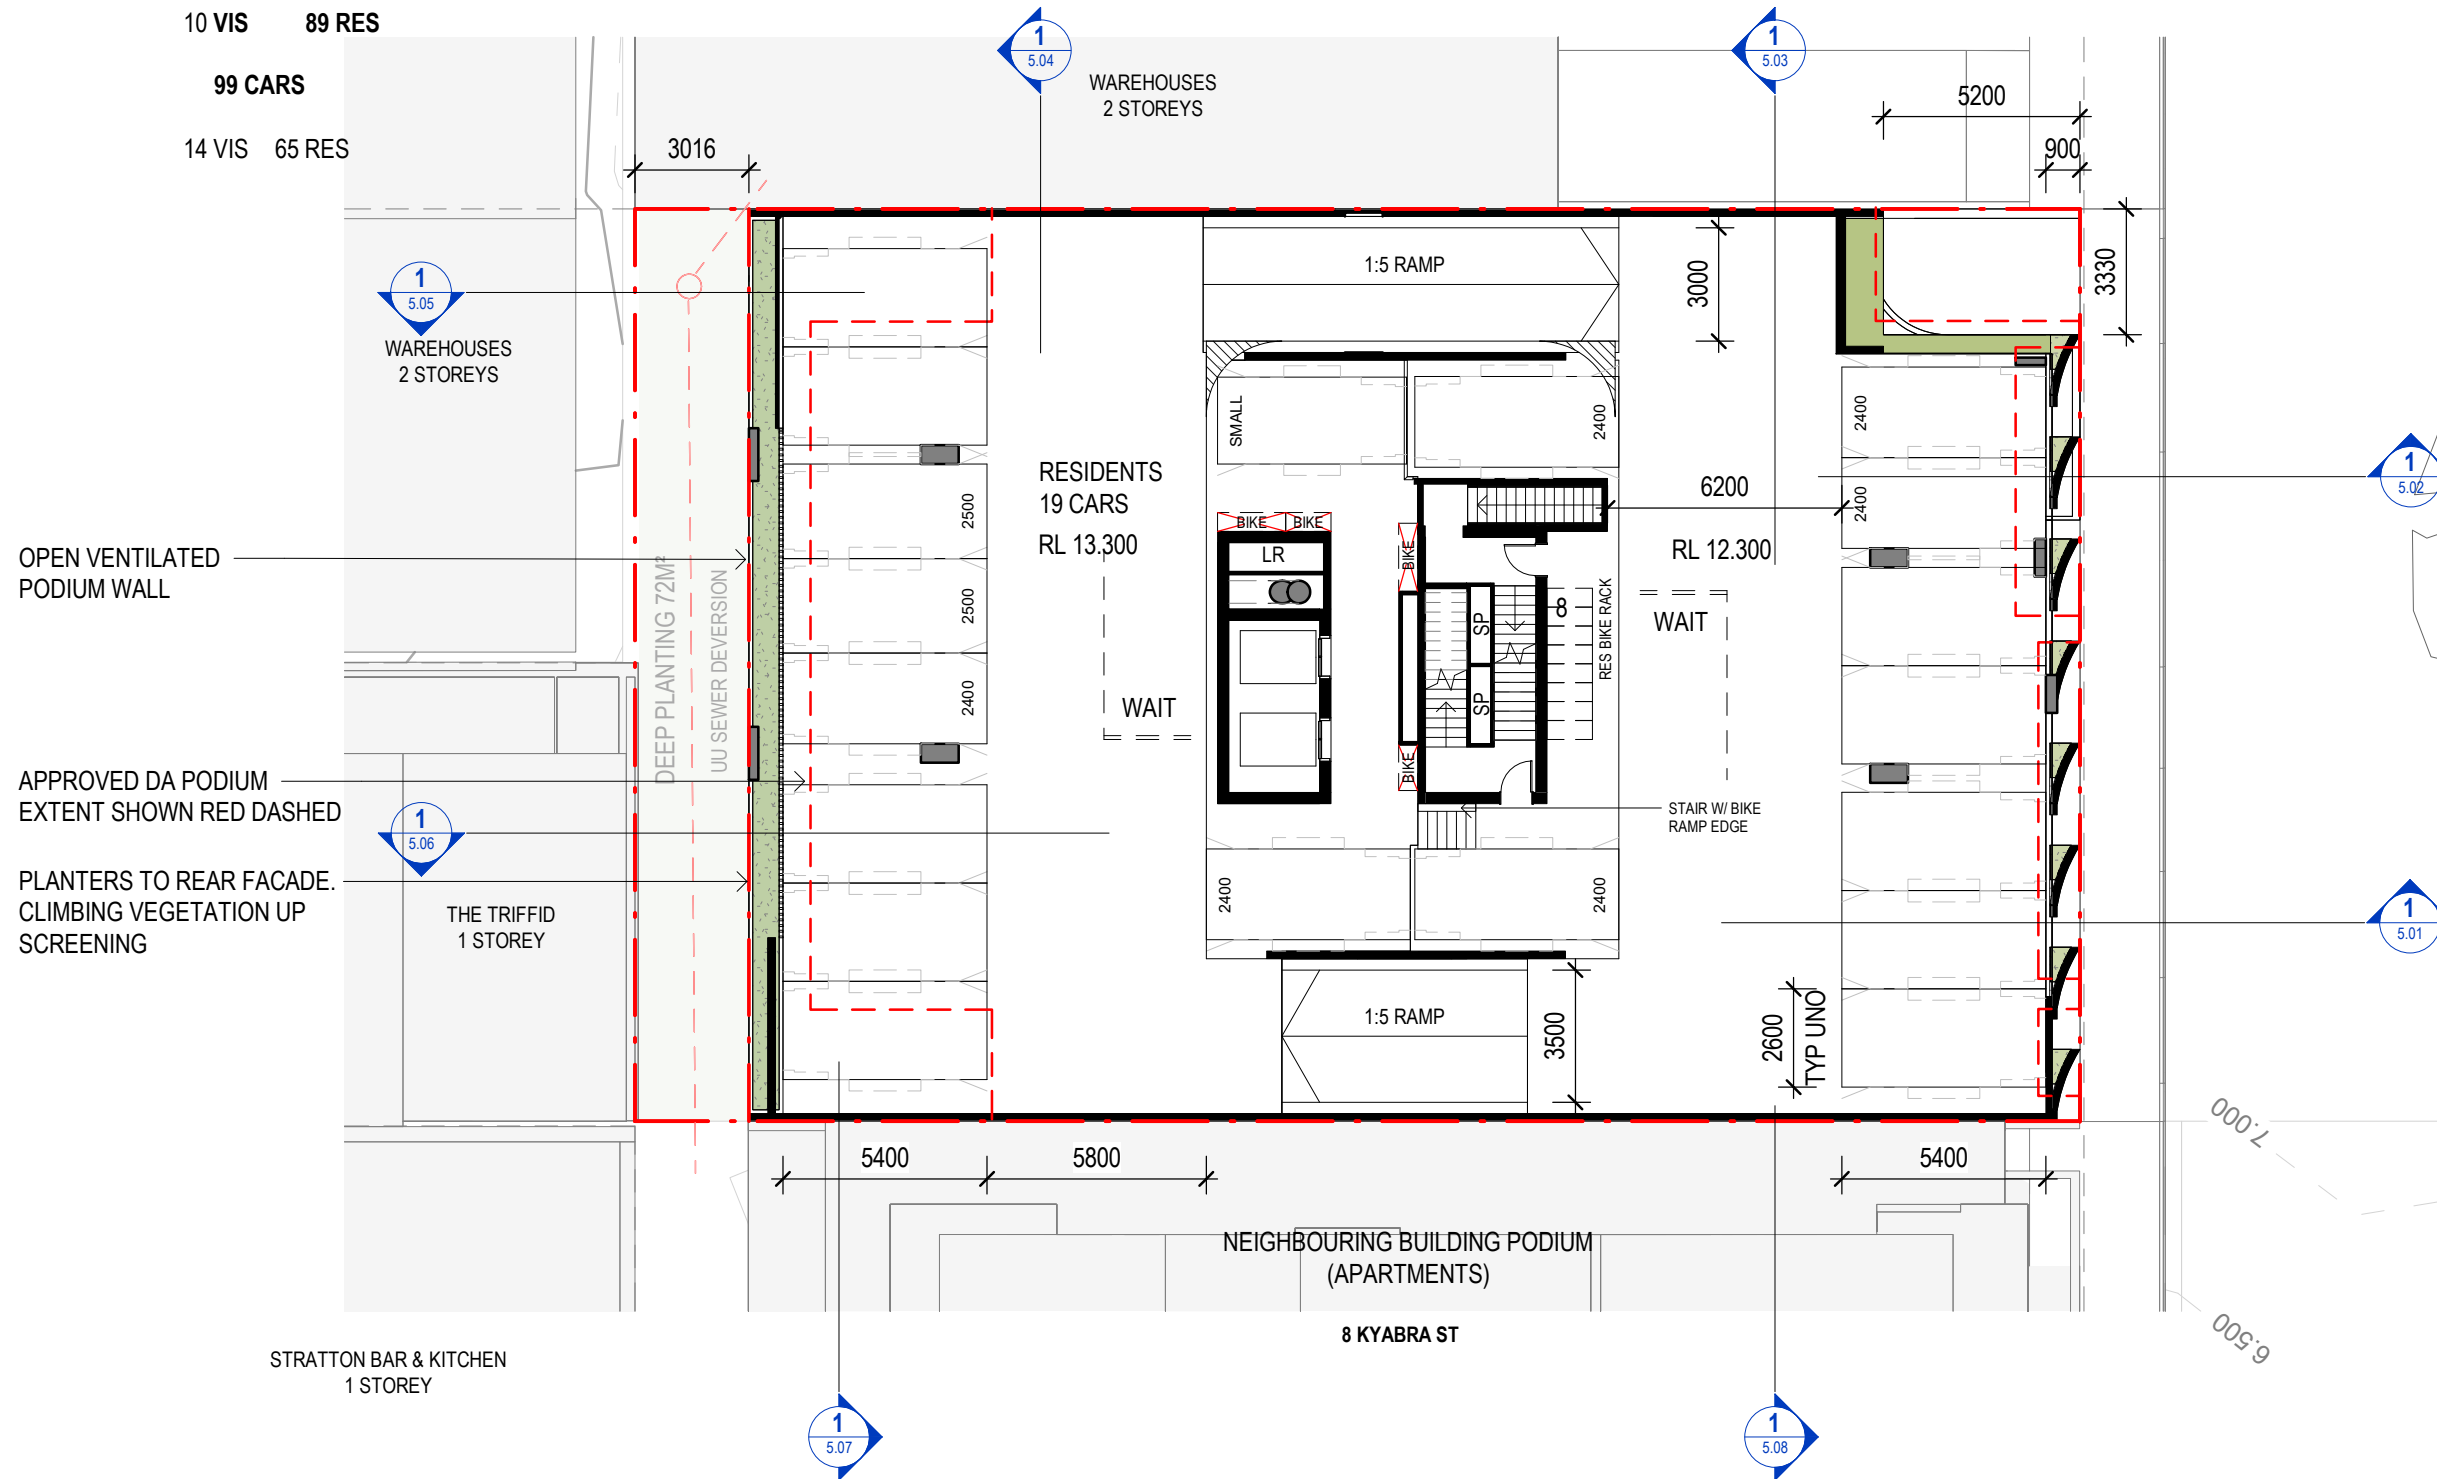 10 VIS 89 RES
99 CARS
14 VIS 65 RES
1
5.04
1
5.03
WAREHOUSES
2 STOREYS
5200
900
3016
3330
1:5 RAMP
3000
1
5.05
WAREHOUSES
2 STOREYS
SMALL
2400
2400
2400
1
5.02
RESIDENTS
19 CARS
RL 13.300
2500
2500
2400
6200
RL 12.300
BIKE
BIKE
BIKE
LR
OPEN VENTILATED
PODIUM WALL
DEEP PLANTING 72M²
UU SEWER DEVERSION
SP
SP
8
RES BIKE RACK
WAIT
WAIT
BIKE
APPROVED DA PODIUM
EXTENT SHOWN RED DASHED
1
5.06
STAIR W/ BIKE
RAMP EDGE
PLANTERS TO REAR FACADE.
CLIMBING VEGETATION UP
SCREENING
THE TRIFFID
1 STOREY
2400
2400
1
5.01
1:5 RAMP
3500
2600
TYP UNO
7.000
5400
5800
5400
NEIGHBOURING BUILDING PODIUM
(APARTMENTS)
8 KYABRA ST
6.500
STRATTON BAR & KITCHEN
1 STOREY
1
5.07
1
5.08